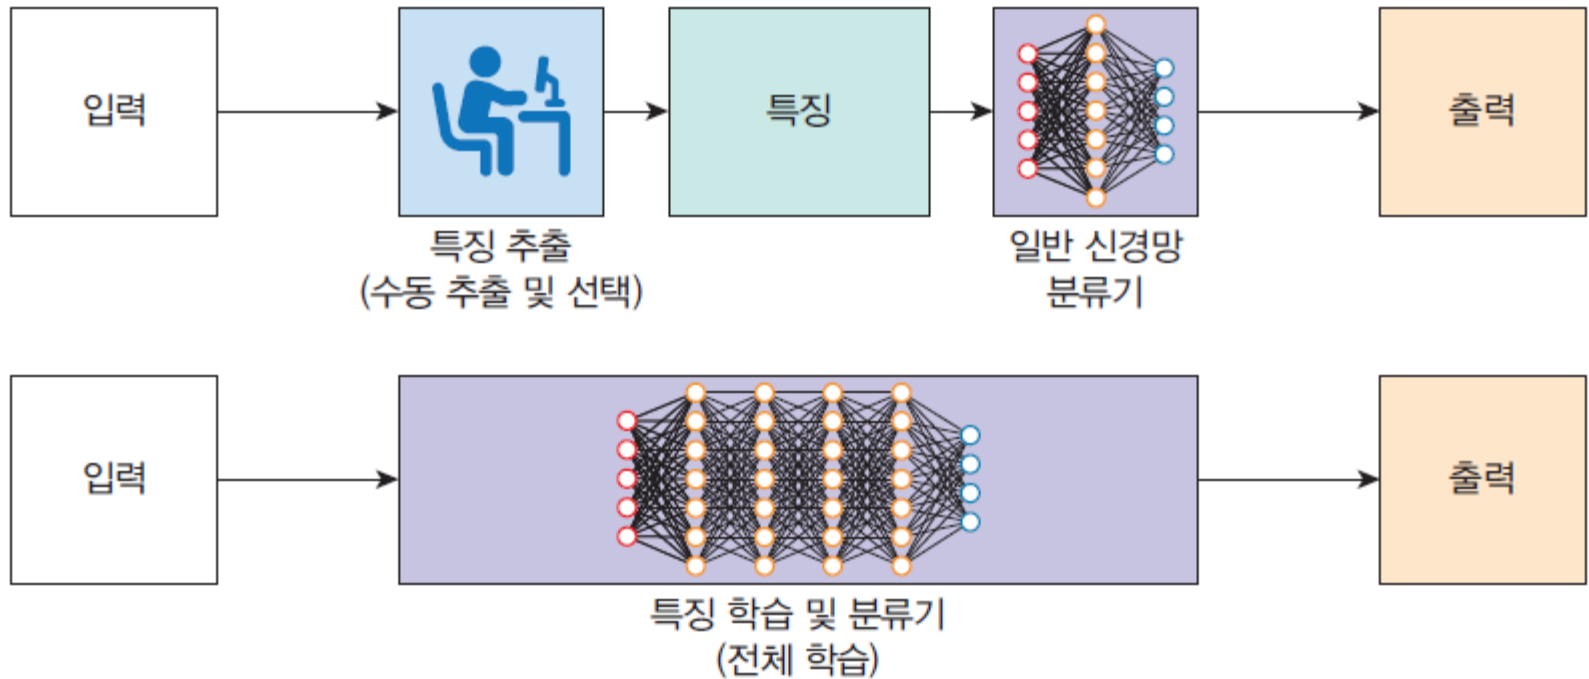 입력
특징
출력
특징 추출
(수동 추출 및 선택)
일반 신경망
분류기
입력
출력
특징 학습 및 분류기
(전체 학습)